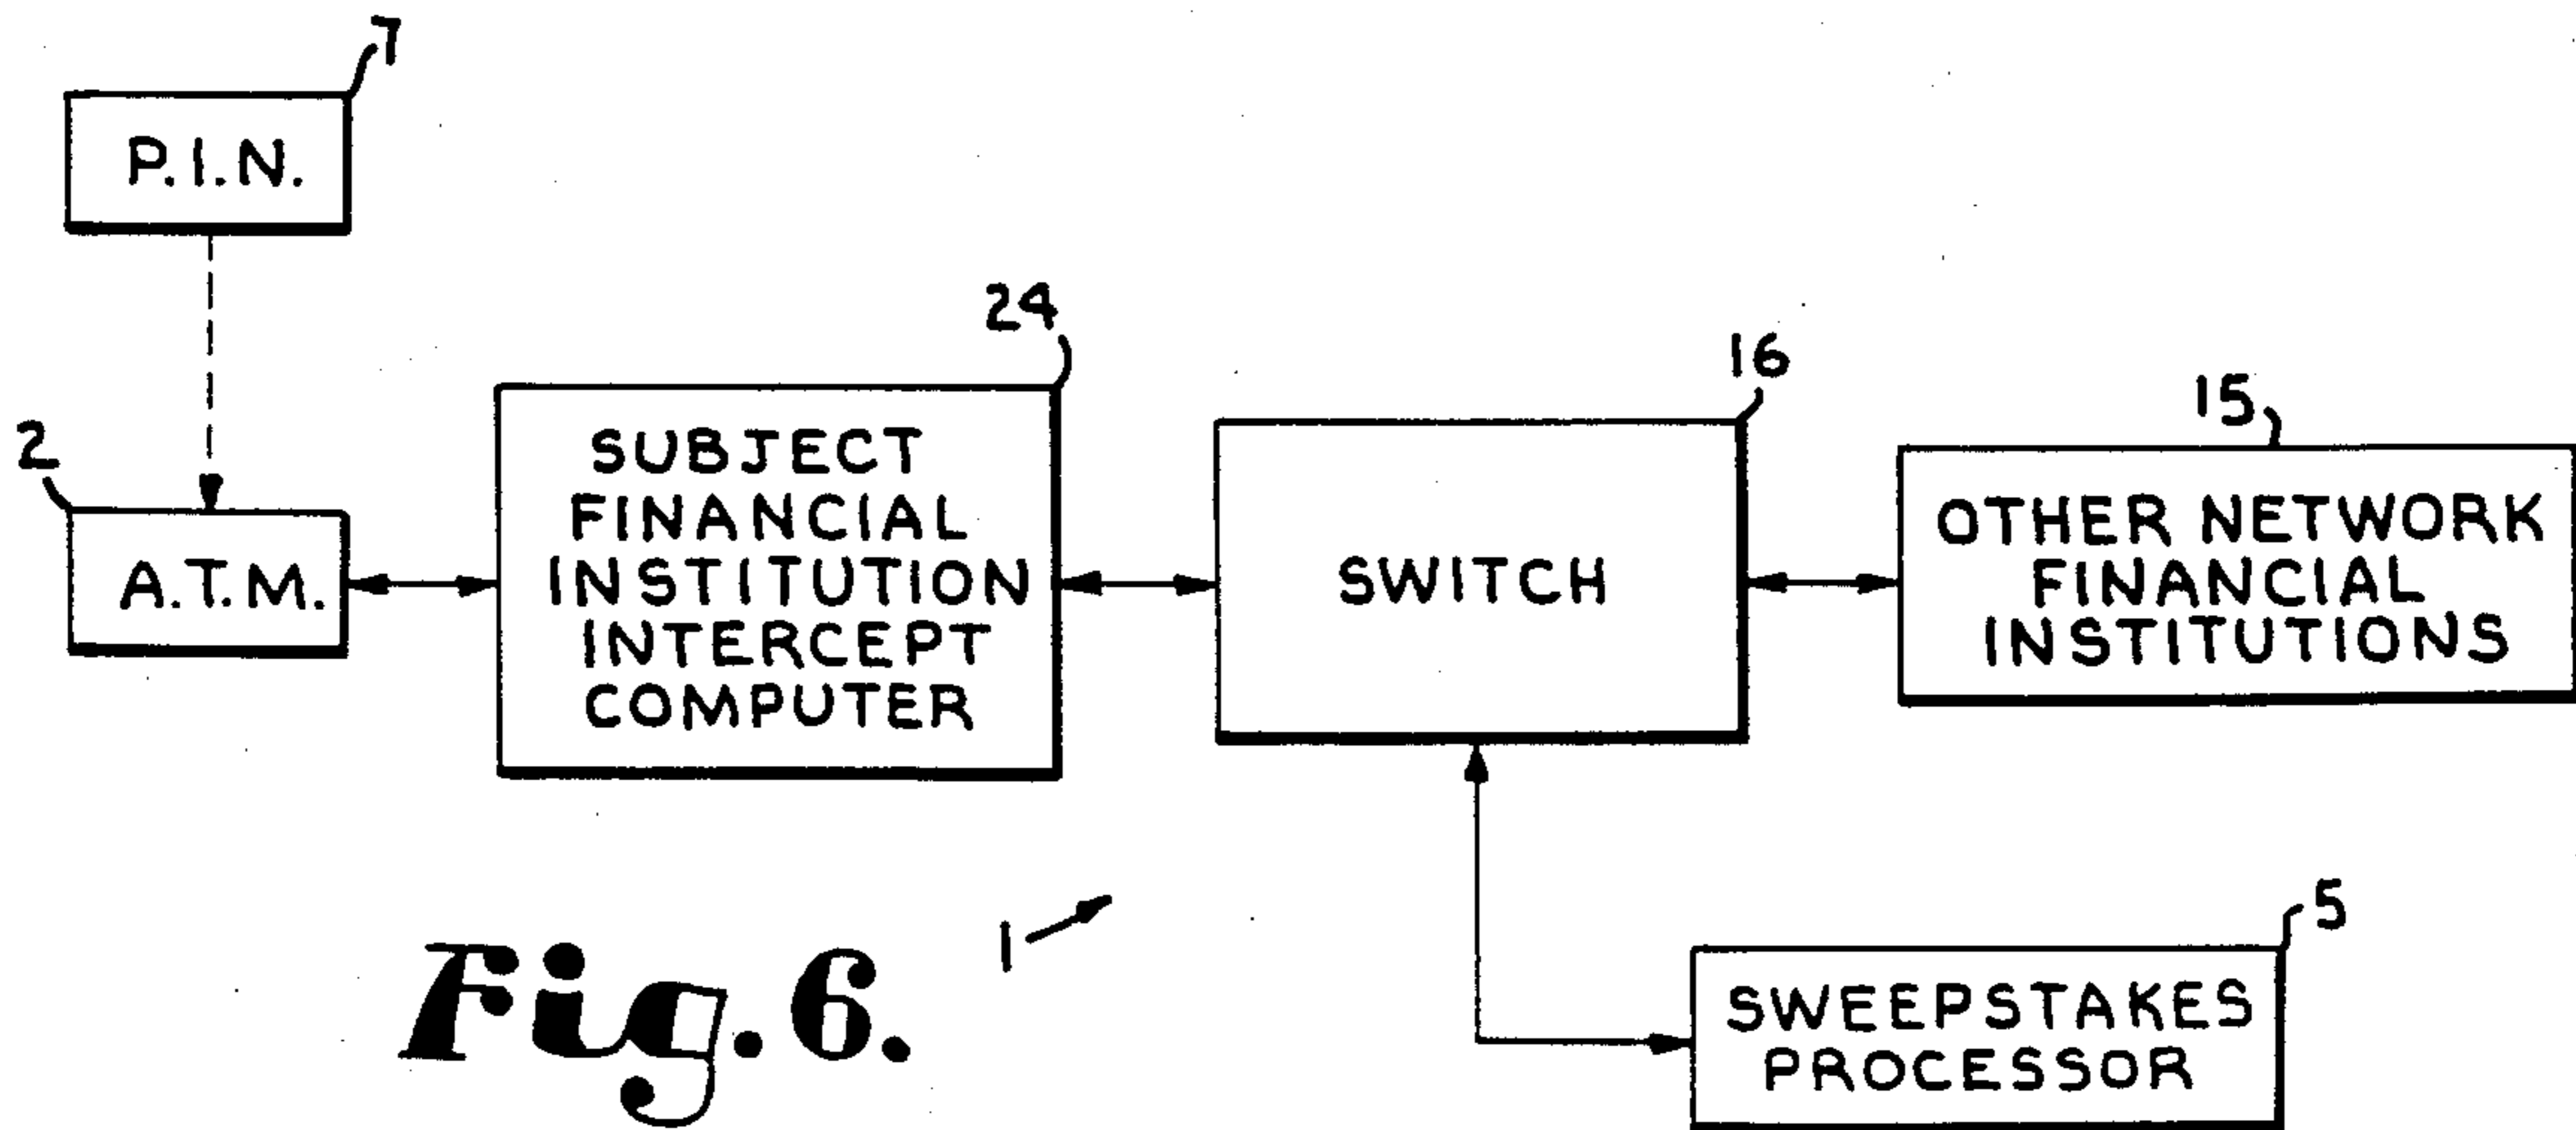 7
P.I.N.
2
A.T.M.
24
SUBJECT
FINANCIAL
INSTITUTION
INTERCEPT
COMPUTER
16
SWITCH
15
OTHER NETWORK
FINANCIAL
INSTITUTIONS
5
SWEEPSTAKES
PROCESSOR
1
Fig. 6.